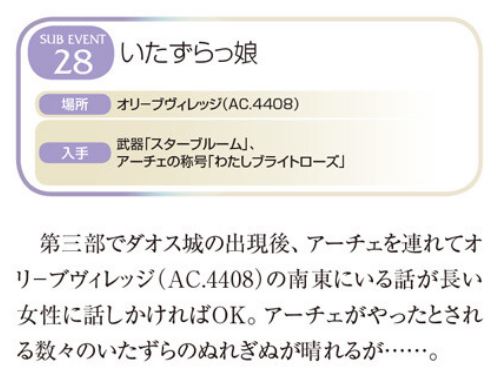 SUB EVENT
28
いたずらっ娘
場所
オリーブヴィレッジ(AC.4408)
入手
武器「スターブルーム」、
アーチェの称号「わたしブライトローズ」
第三部でダオス城の出現後、アーチェを連れてオ
リーブヴィレッジ(AC.4408)の南東にいる話が長い
女性に話しかければOK。アーチェがやったとされ
る数々のいたずらのぬれぎぬが晴れるが……。